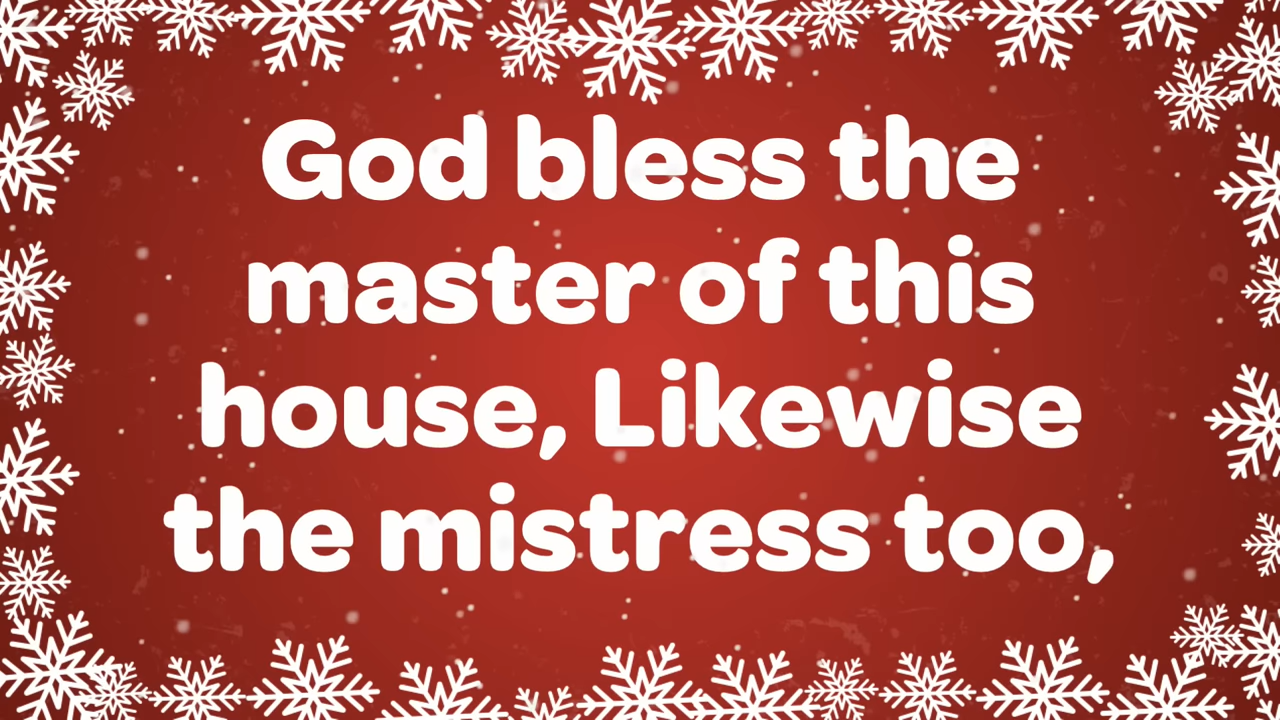 God bless the
master of this
house, Likewise
the mistress too,